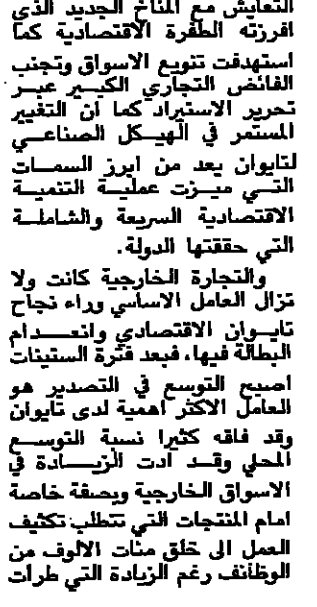 التعايش مع المناخ الجديد الذي
افرزته الطفرة الاقتصادية كما
استهدفت تنويع الاسواق وتجنب
الفائض التجاري الكبير عبر
تحرير الاستيراد كما ان التغيير
المستمر في الهيكل الصناعي
لتايوان يعد من ابرز السمات
التي ميزت عملية التنمية
الاقتصادية السريعة والشاملة
التي حققتها الدولة.
والتجارة الخارجية كانت ولا
تزال العامل الاساسي وراء نجاح
تايوان الاقتصادي وانعدام
البطالة فيها، فبعد فترة الستينات
اصبح التوسع في التصدير هو
العامل الاكثر اهمية لدى تايوان
وقد فاقه كثيرا نسبة التوسع
المحلي وقد ادت الزيادة في
الاسواق الخارجية وبصفة خاصة
امام المنتجات التي تتطلب تكثيف
العمل الى خلق مئات الالوف من
الوظائف رغم الزيادة التي طرات